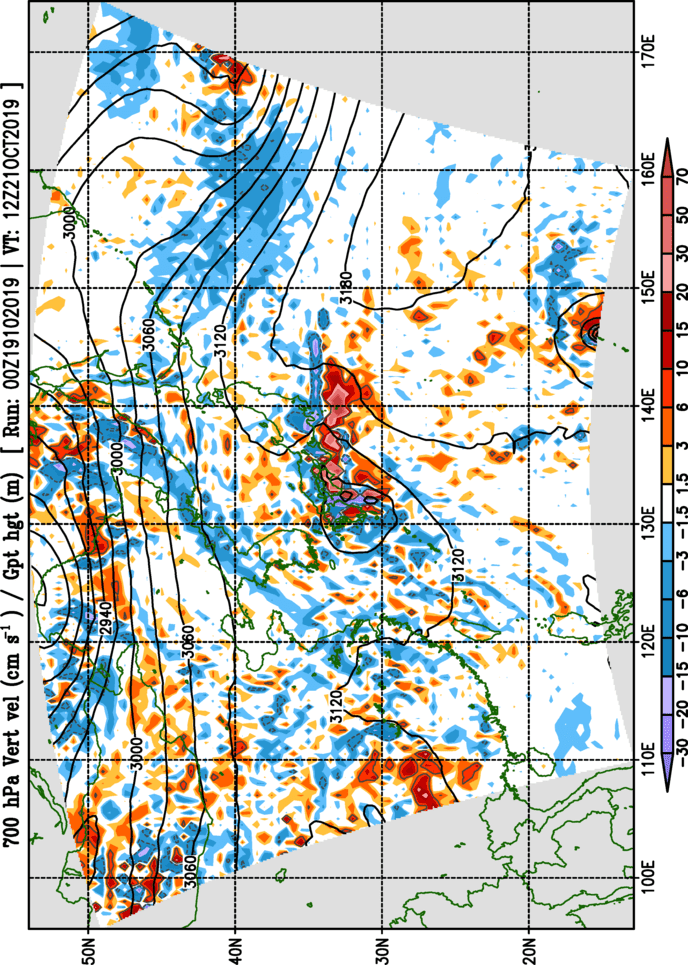 700 hPa Vert vel (cm s⁻¹) / Gpt hgt (m) [ Run: 00Z19102019 | VT: 12Z21OCT2019 ]
3000
50N
2940
3000
3000
3060
3060
3060
3120
40N
3120
3180
30N
3120
20N
100E 110E 120E 130E 140E 150E 160E 170E
−30 −20 −15 −10 −6 −3 −1.5 1.5 3 6 10 15 20 30 50 70